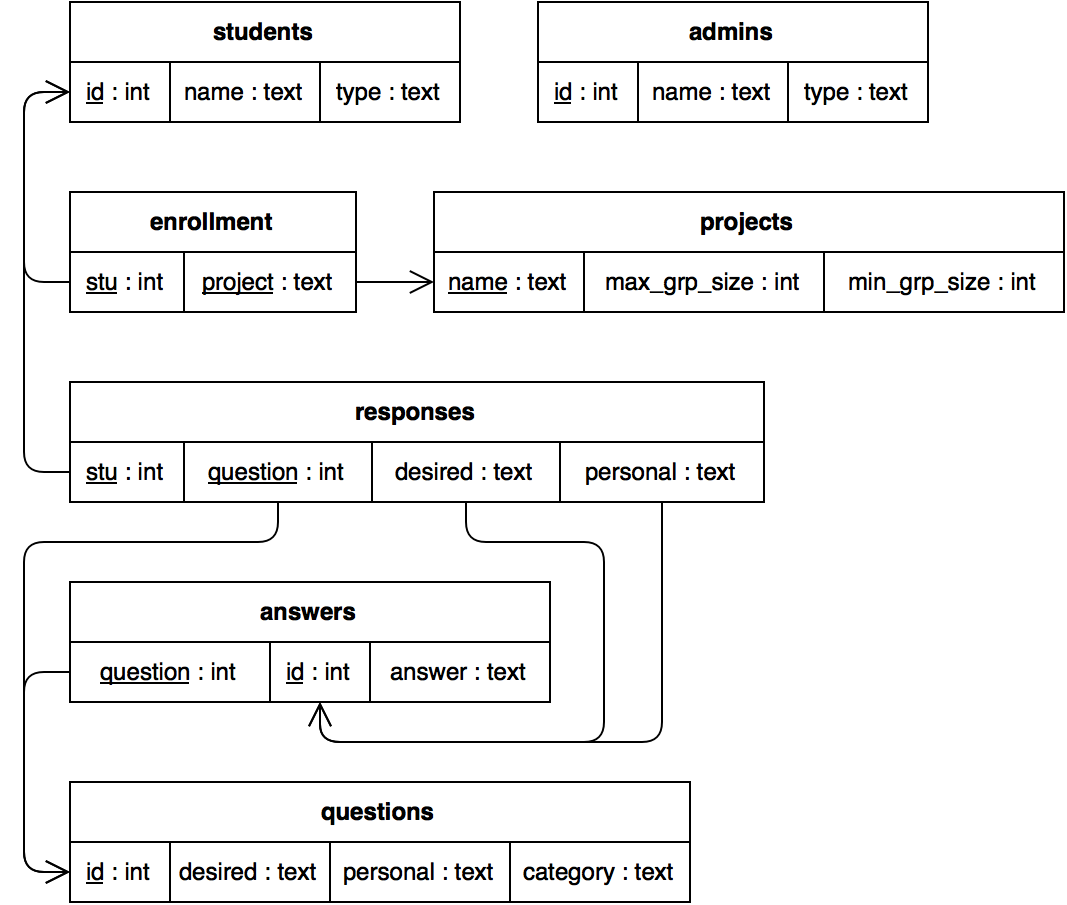 students
id : int name : text type : text
admins
id : int name : text type : text
enrollment
stu : int project : text
projects
name : text max_grp_size : int min_grp_size : int
responses
stu : int question : int desired : text personal : text
answers
question : int id : int answer : text
questions
id : int desired : text personal : text category : text